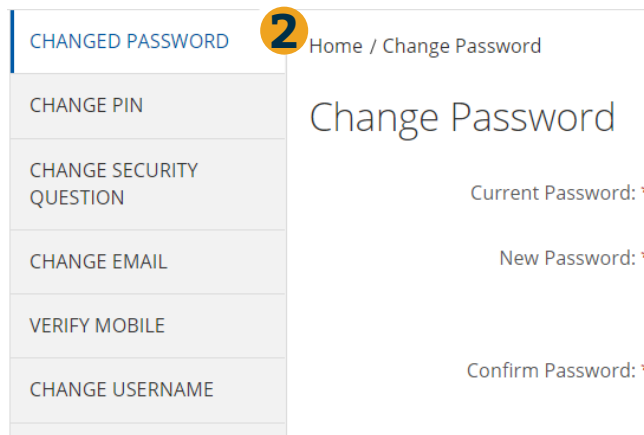 CHANGED PASSWORD
CHANGE PIN
CHANGE SECURITY
QUESTION
CHANGE EMAIL
VERIFY MOBILE
CHANGE USERNAME
2
Home / Change Password
Change Password
Current Password: *
New Password: *
Confirm Password: *